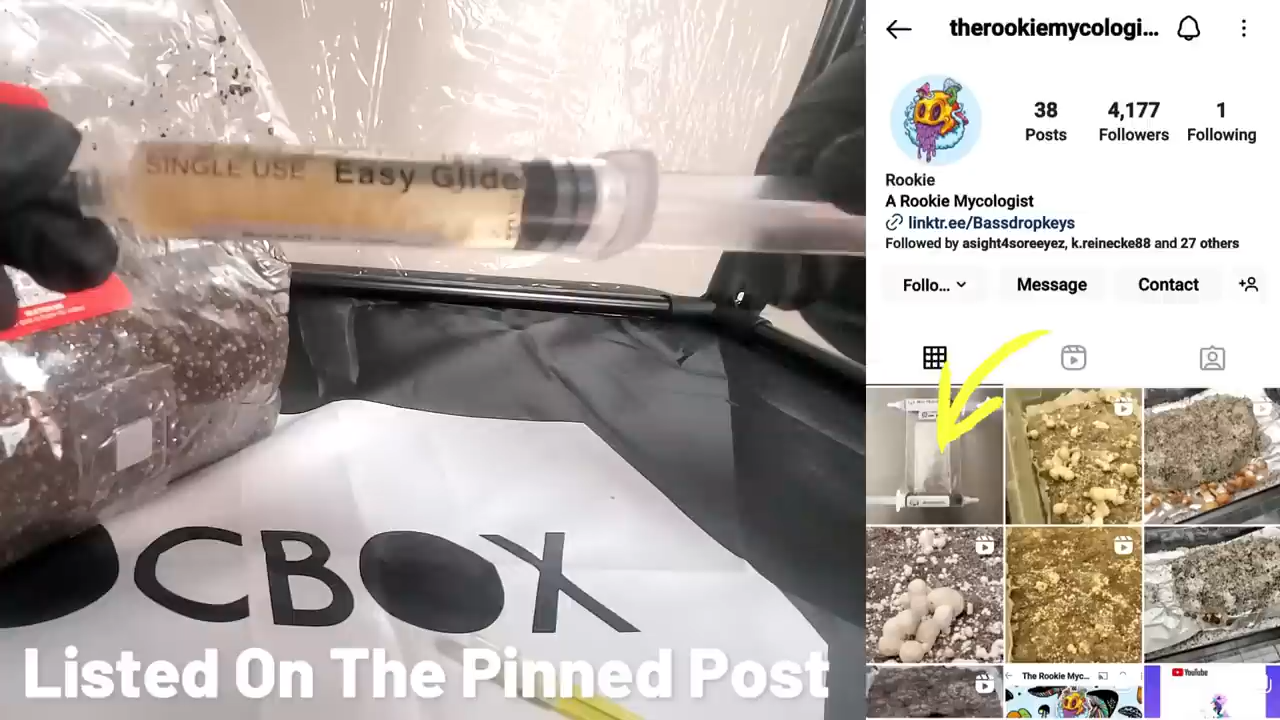 SINGLE USE Easy Glide
CBOX
Listed On The Pinned Post
therookiemycologi...
38
Posts
4,177
Followers
1
Following
Rookie
A Rookie Mycologist
linktr.ee/Bassdropkeys
Followed by asight4soreeyez, k.reinecke88 and 27 others
Follo...
Message
Contact
The Rookie Myc...
YouTube